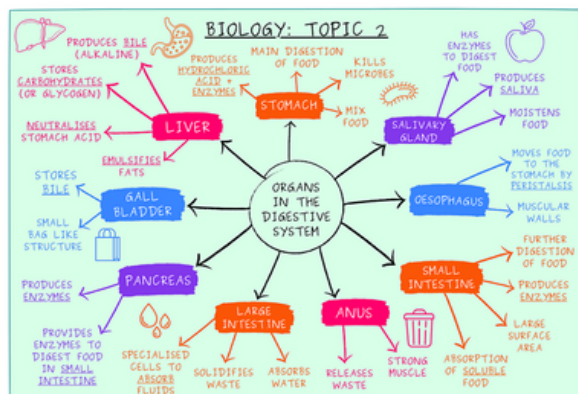 BIOLOGY: TOPIC 2
PRODUCES BILE
(ALKALINE)
STORES
CARBOHYDRATES
(OR GLYCOGEN)
NEUTRALISES
STOMACH ACID
EMULSIFIES
FATS
LIVER
PRODUCES
HYDROCHLORIC
ACID +
ENZYMES
MAIN DIGESTION
OF FOOD
KILLS
MICROBES
MIX
FOOD
STOMACH
HAS
ENZYMES
TO DIGEST
FOOD
PRODUCES
SALIVA
MOISTENS
FOOD
SALIVARY
GLAND
STORES
BILE
SMALL
BAG LIKE
STRUCTURE
GALL
BLADDER
ORGANS
IN THE
DIGESTIVE
SYSTEM
MOVES FOOD
TO THE
STOMACH BY
PERISTALSIS
MUSCULAR
WALLS
OESOPHAGUS
PANCREAS
PRODUCES
ENZYMES
PROVIDES
ENZYMES TO
DIGEST FOOD
IN SMALL
INTESTINE
LARGE
INTESTINE
SPECIALISED
CELLS TO
ABSORB
FLUIDS
SOLIDIFIES
WASTE
ABSORBS
WATER
ANUS
RELEASES
WASTE
STRONG
MUSCLE
SMALL
INTESTINE
FURTHER
DIGESTION
OF FOOD
PRODUCES
ENZYMES
LARGE
SURFACE
AREA
ABSORPTION
OF SOLUBLE
FOOD